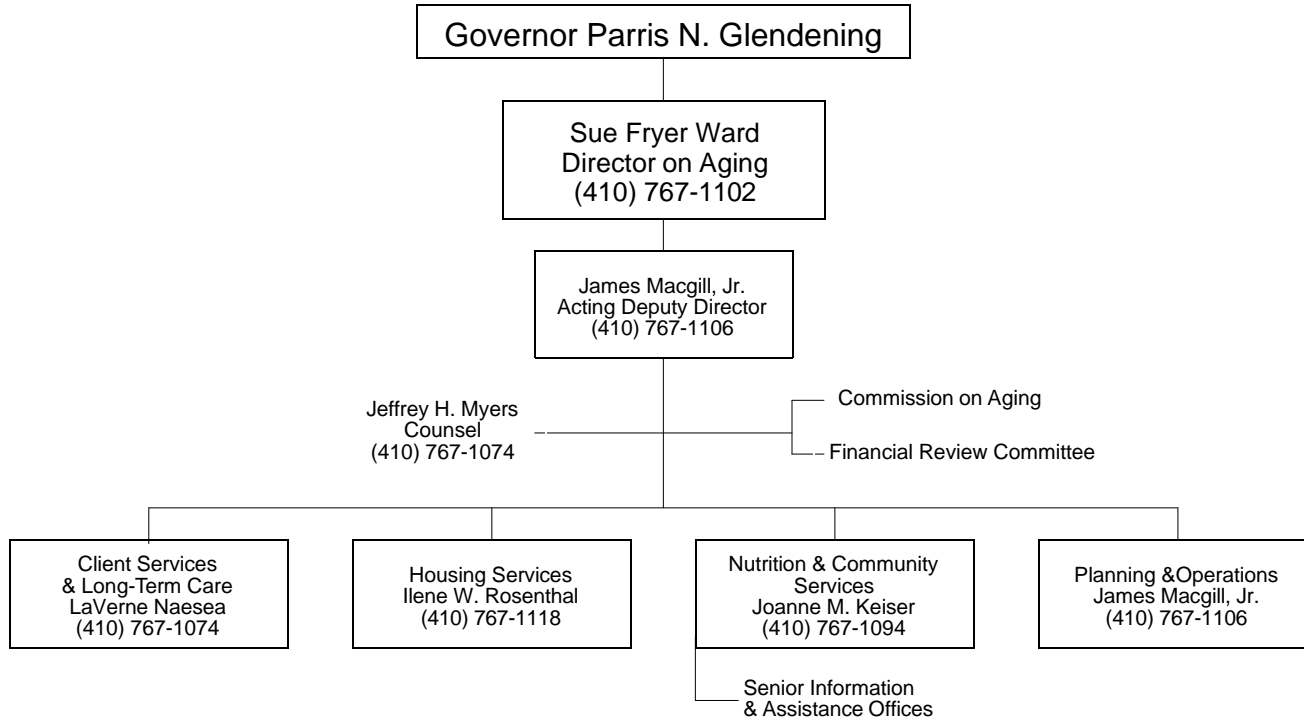 Governor Parris N. Glendening
Sue Fryer Ward
Director on Aging
(410) 767-1102
James Macgill, Jr.
Acting Deputy Director
(410) 767-1106
Jeffrey H. Myers
Counsel
(410) 767-1074
Commission on Aging
Financial Review Committee
Client Services
& Long-Term Care
LaVerne Naesea
(410) 767-1074
Housing Services
Ilene W. Rosenthal
(410) 767-1118
Nutrition & Community
Services
Joanne M. Keiser
(410) 767-1094
Planning &Operations
James Macgill, Jr.
(410) 767-1106
Senior Information
& Assistance Offices